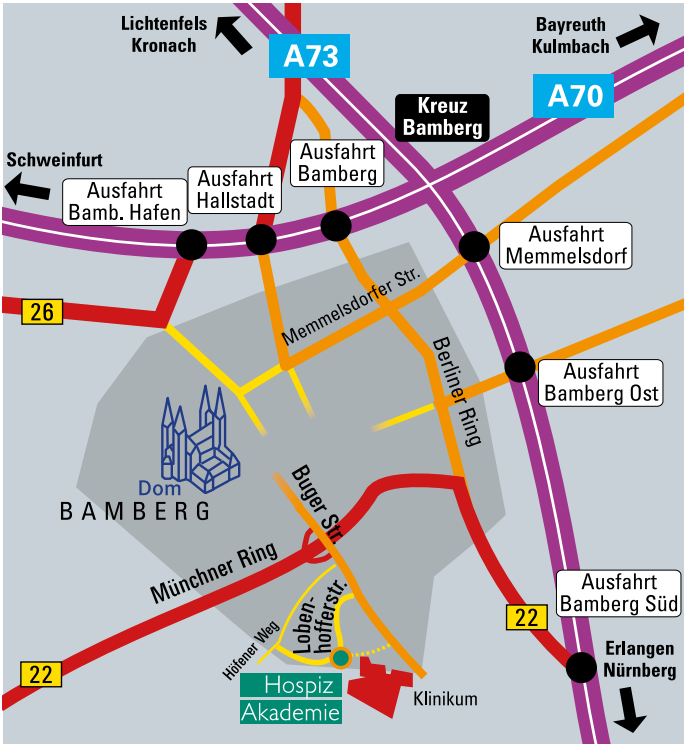 Lichtenfels
Kronach
Bayreuth
Kulmbach
A73
A70
Kreuz
Bamberg
Schweinfurt
Ausfahrt
Bamb. Hafen
Ausfahrt
Hallstadt
Ausfahrt
Bamberg
Ausfahrt
Memmelsdorf
26
Memmelsdorfer Str.
Berliner Ring
Ausfahrt
Bamberg Ost
Dom
BAMBERG
Buger Str.
Münchner Ring
Ausfahrt
Bamberg Süd
22
Loben-
hofferstr.
Höfener Weg
Erlangen
Nürnberg
22
Hospiz
Akademie
Klinikum